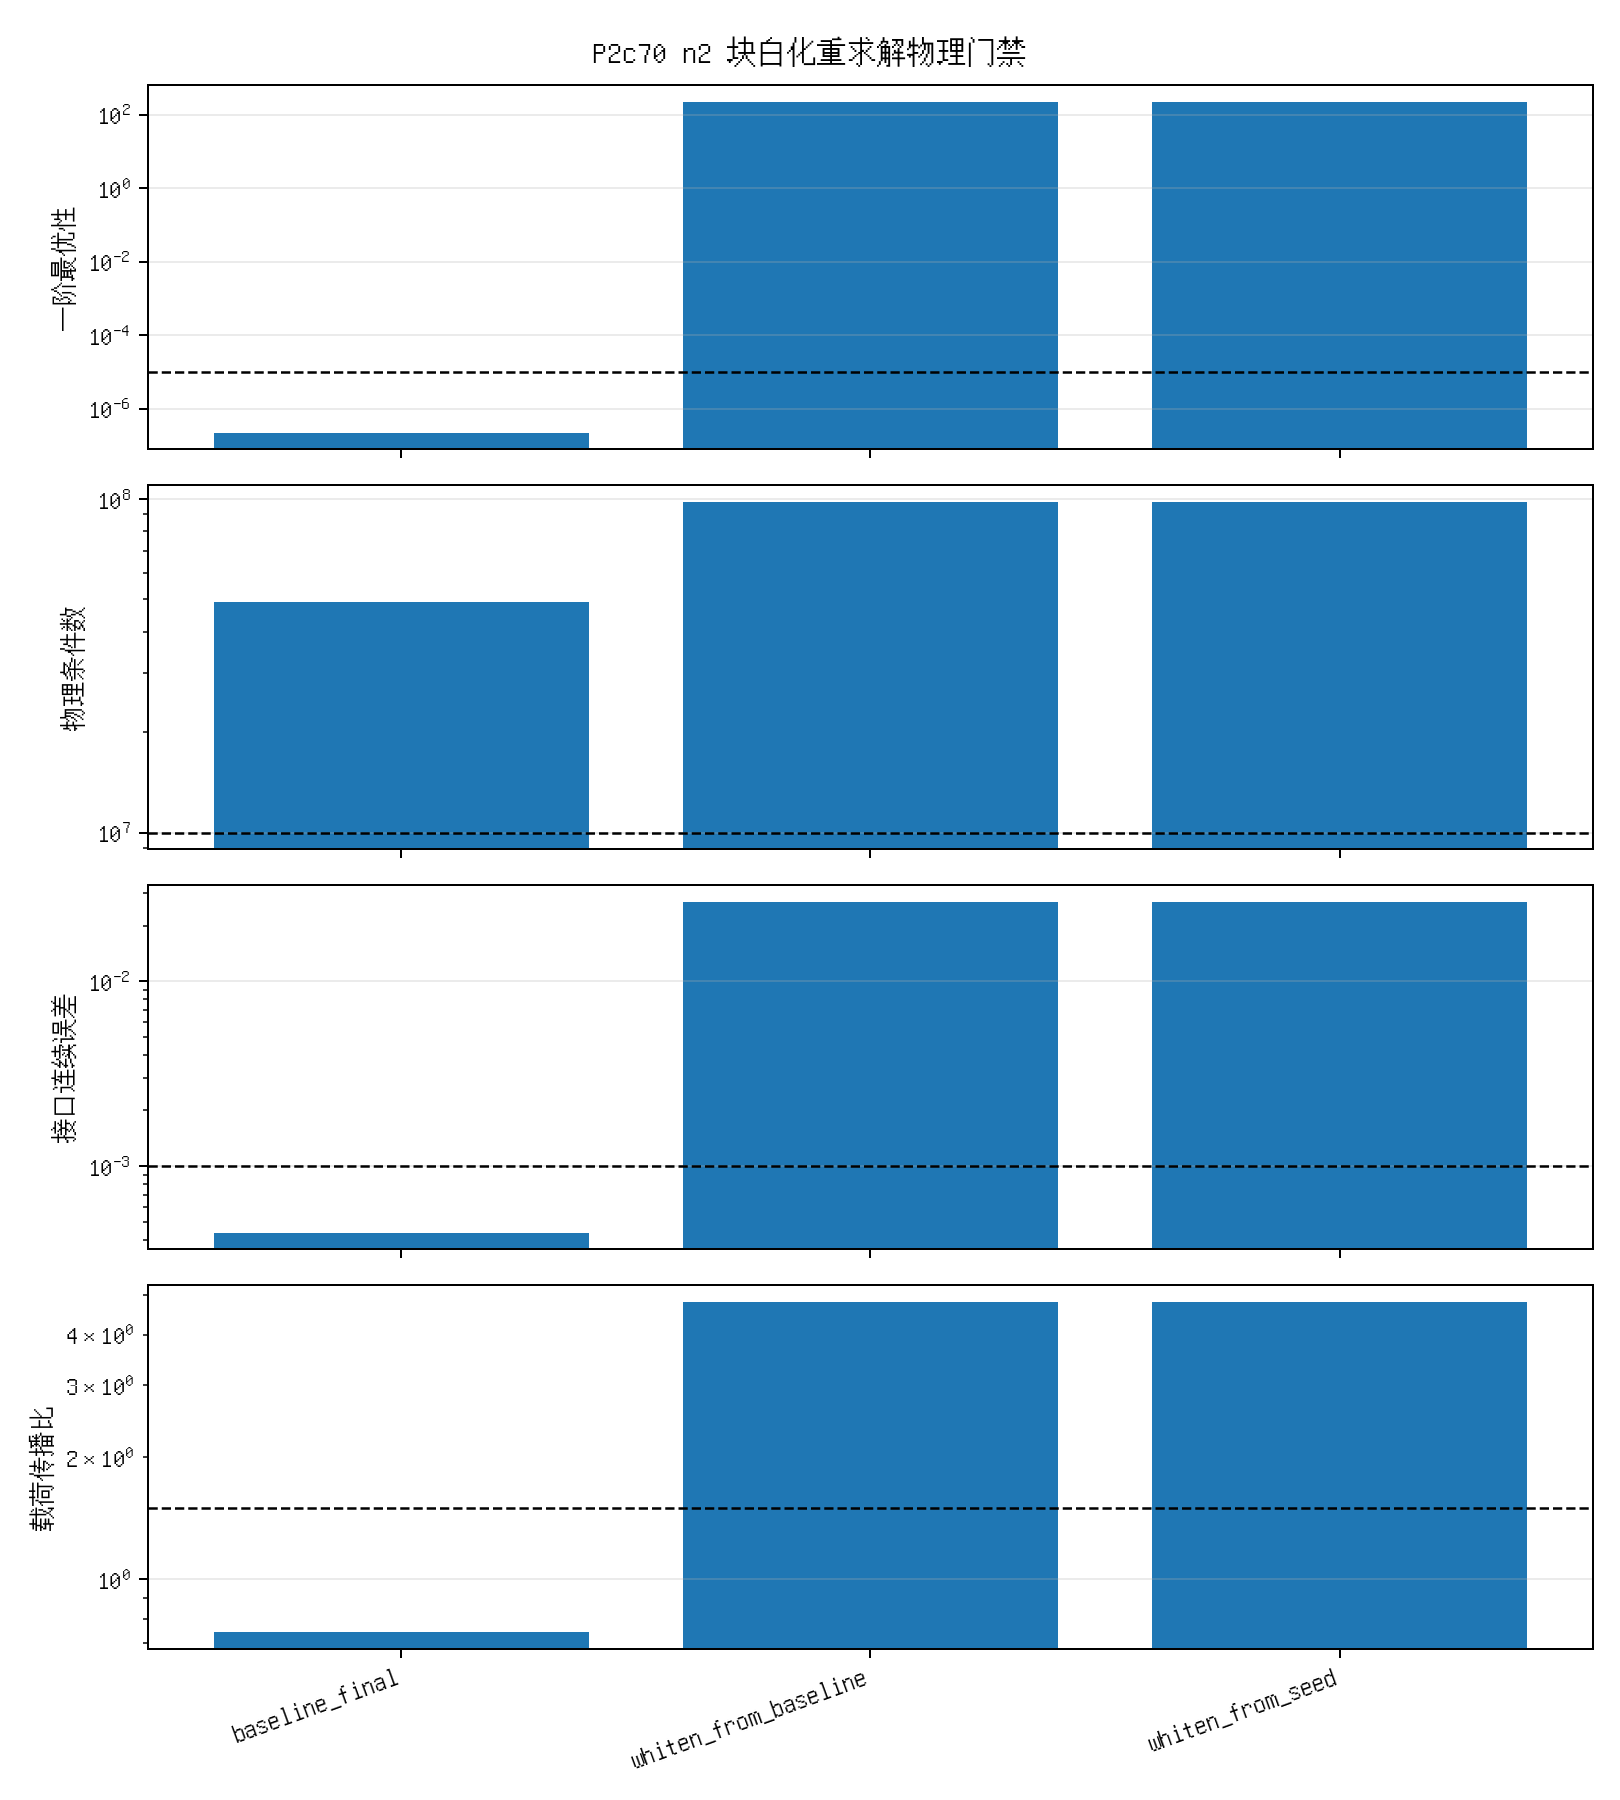 P2c70 n2 块白化重求解物理门禁
一阶最优性
10²
10⁰
10⁻²
10⁻⁴
10⁻⁶
物理条件数
10⁸
10⁷
接口连续误差
10⁻²
10⁻³
载荷传播比
4 × 10⁰
3 × 10⁰
2 × 10⁰
10⁰
baseline_final
whiten_from_baseline
whiten_from_seed